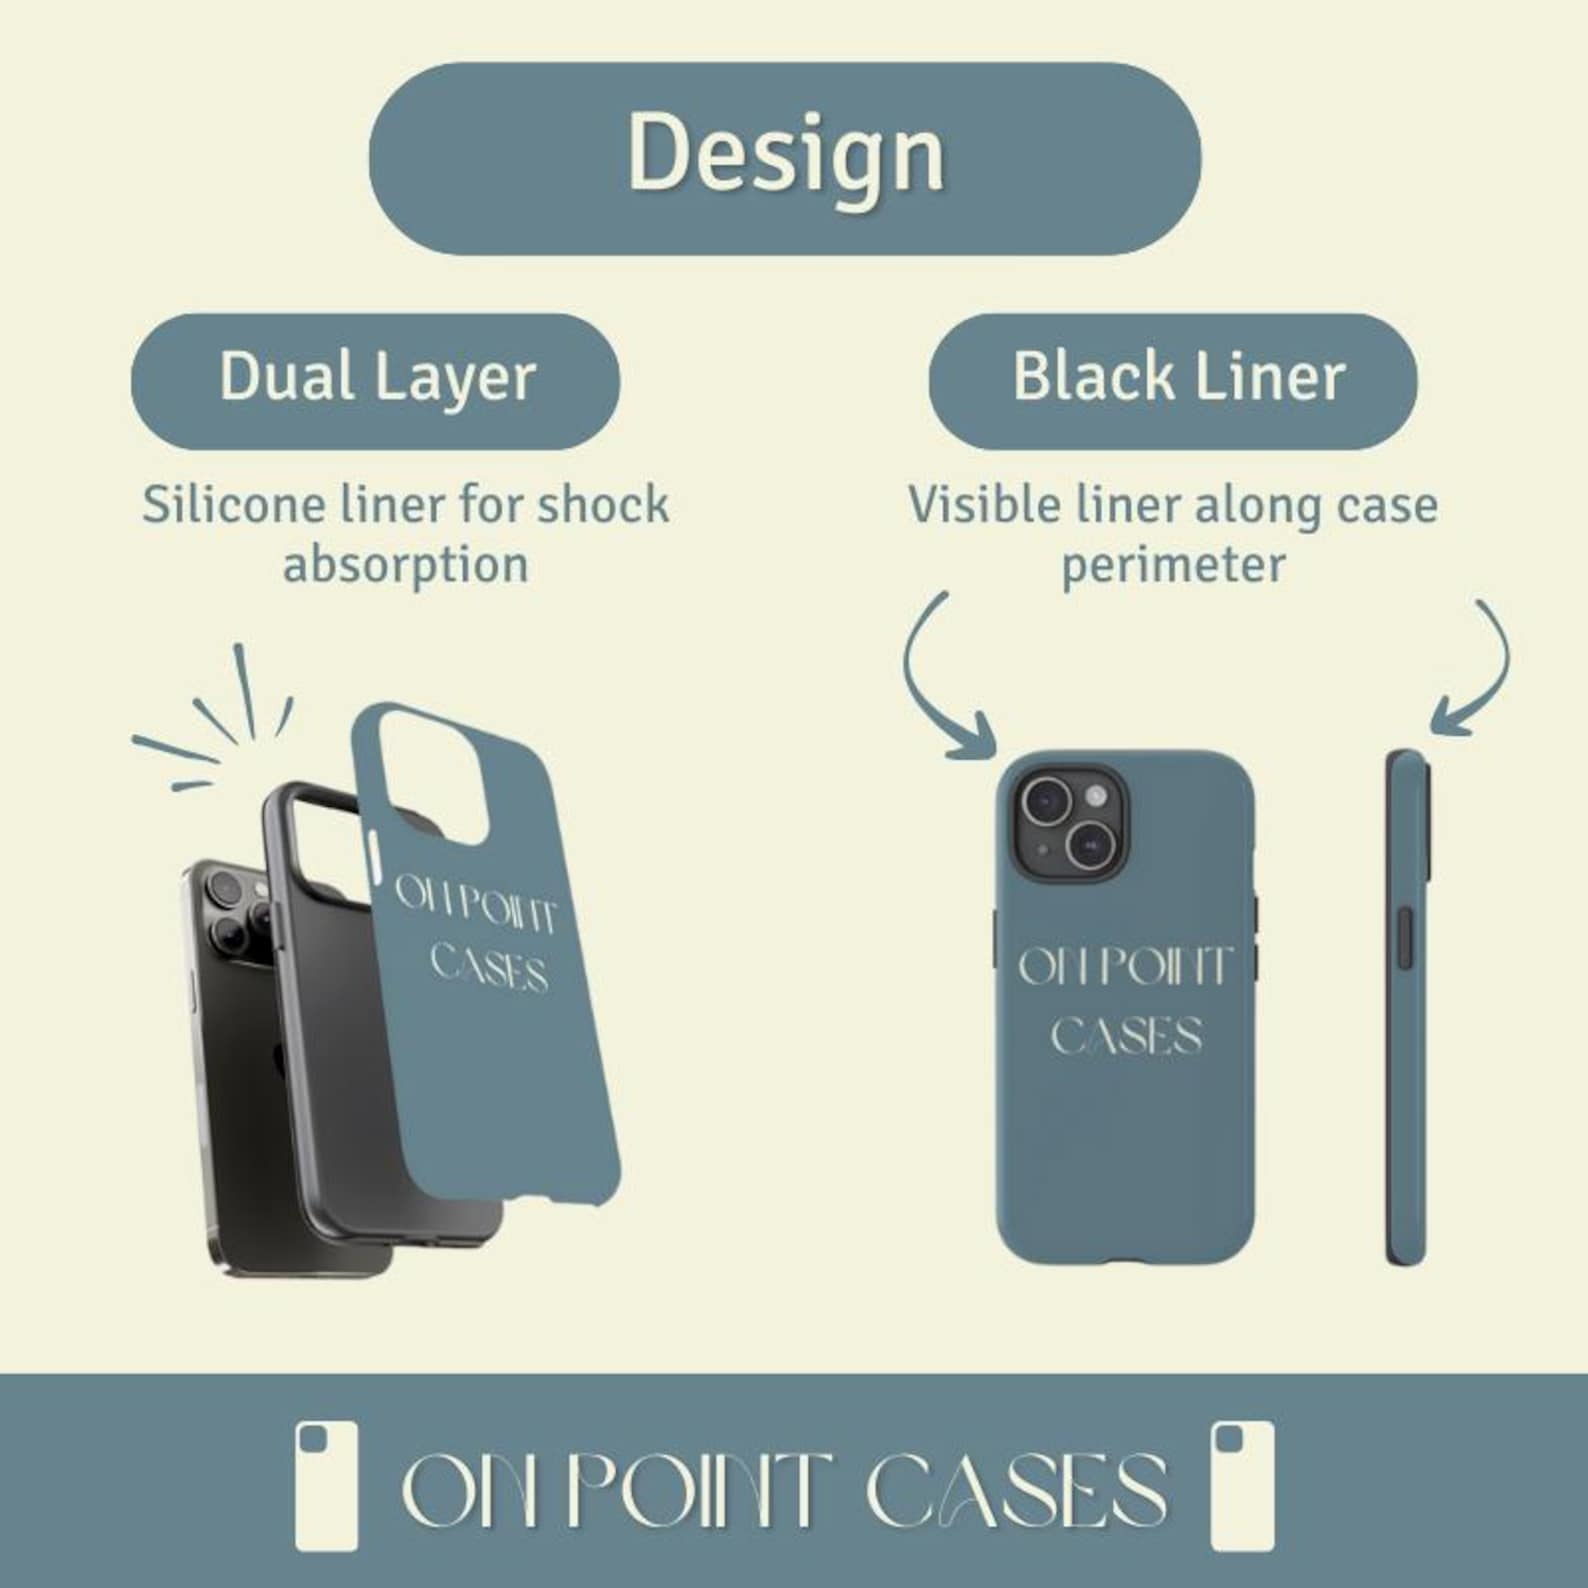 Design
Dual Layer
Silicone liner for shock
absorption
Black Liner
Visible liner along case
perimeter
ON POINT
CASES
ON POINT
CASES
ON POINT CASES